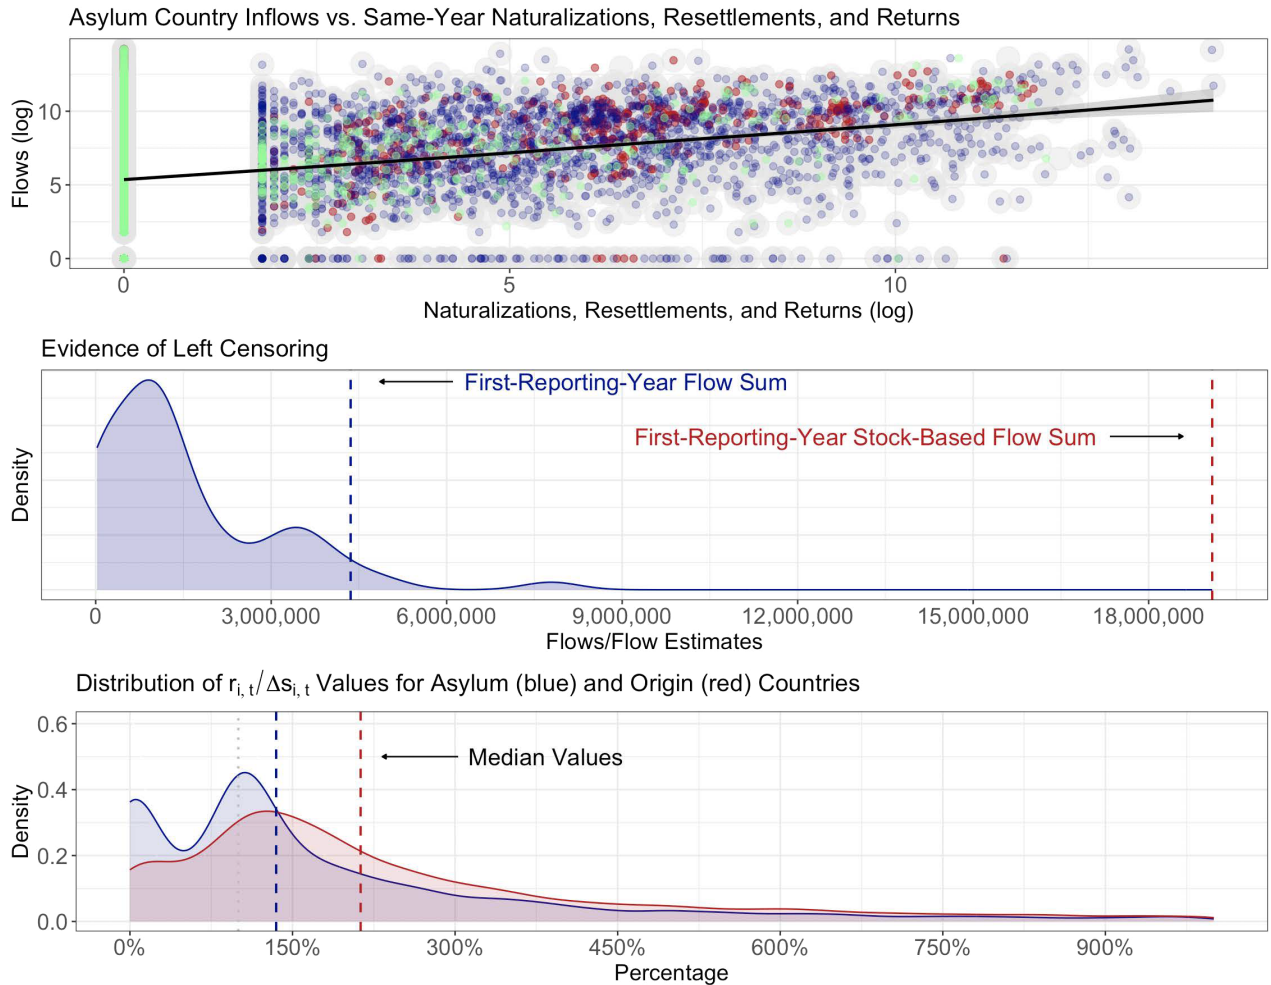 Asylum Country Inflows vs. Same-Year Naturalizations, Resettlements, and Returns
Flows (log)
10
5
0
0 5 10
Naturalizations, Resettlements, and Returns (log)
Evidence of Left Censoring
First-Reporting-Year Flow Sum
First-Reporting-Year Stock-Based Flow Sum
Density
0 3,000,000 6,000,000 9,000,000 12,000,000 15,000,000 18,000,000
Flows/Flow Estimates
Distribution of r_{i, t}/Δs_{i, t} Values for Asylum (blue) and Origin (red) Countries
Median Values
Density
0.6
0.4
0.2
0.0
0% 150% 300% 450% 600% 750% 900%
Percentage